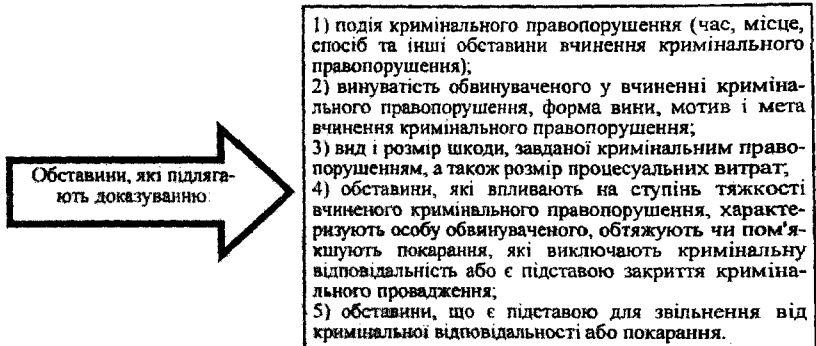 Обставини, які підляга-
ють доказуванню
1) подія кримінального правопорушення (час, місце,
спосіб та інші обставини вчинення кримінального
правопорушення);
2) винуватість обвинуваченого у вчиненні криміна-
льного правопорушення, форма вини, мотив і мета
вчинення кримінального правопорушення;
3) вид і розмір шкоди, завданої кримінальним право-
порушенням, а також розмір процесуальних витрат;
4) обставини, які впливають на ступінь тяжкості
вчиненого кримінального правопорушення, характе-
ризують особу обвинуваченого, обтяжують чи пом'я-
кшують покарання, які виключають кримінальну
відповідальність або є підставою закриття криміна-
льного провадження;
5) обставини, що є підставою для звільнення від
кримінальної відповідальності або покарання.